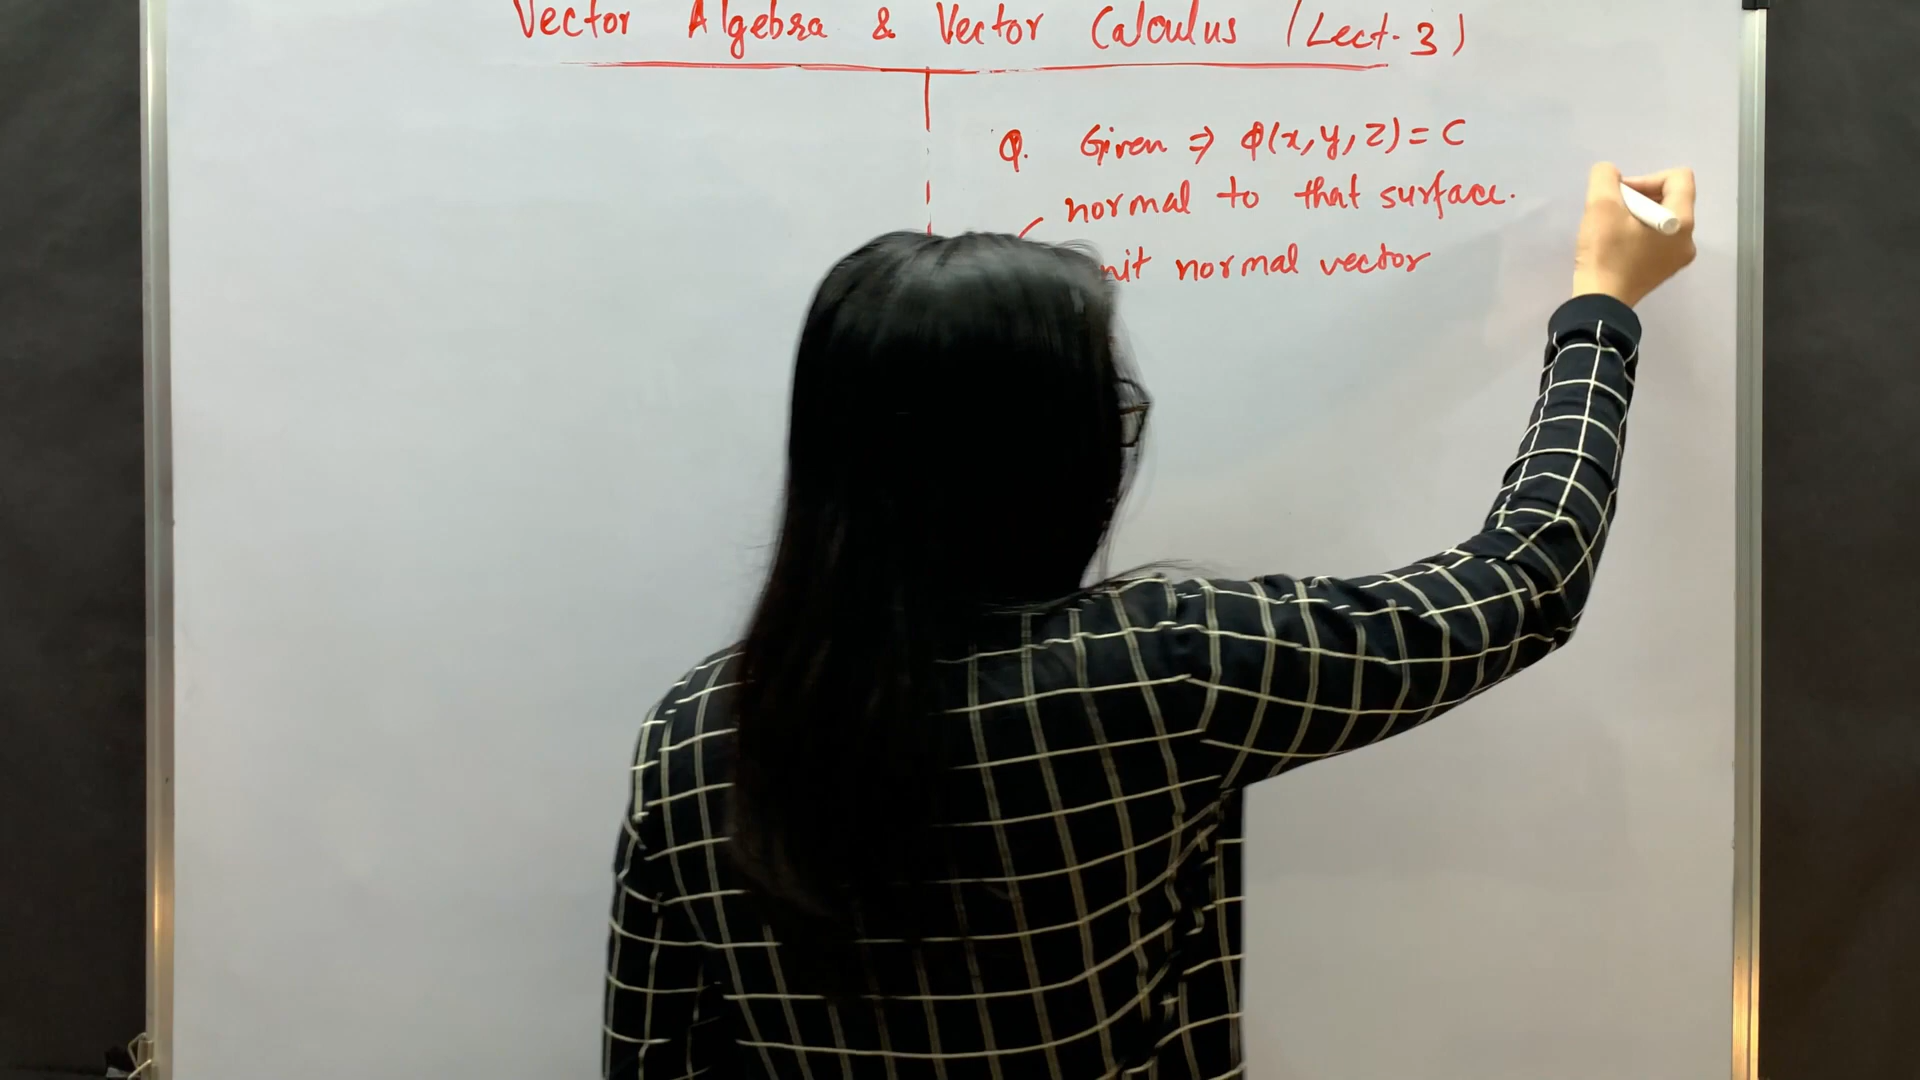 Vector Algebra & Vector Calculus (Lect. 3)
Q. Given ⇒ φ(x, y, z) = C
normal to that surface.
nit normal vector